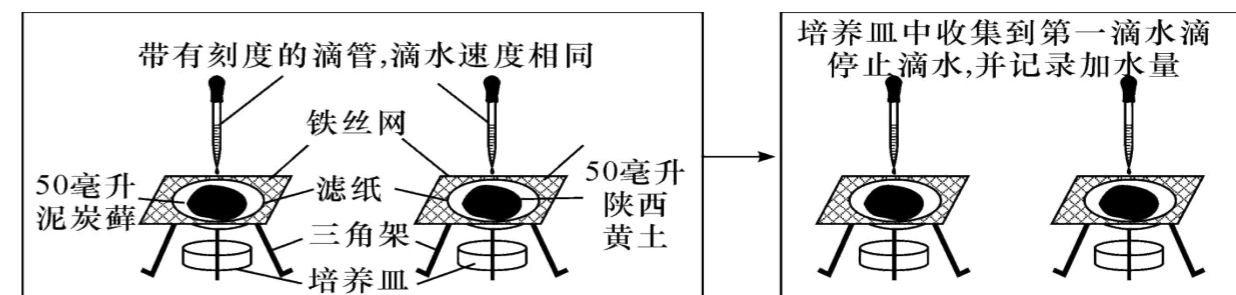 带有刻度的滴管,滴水速度相同
铁丝网
50毫升
泥炭藓
滤纸
50毫升
陕西
黄土
三角架
培养皿
培养皿中收集到第一滴水滴
停止滴水,并记录加水量